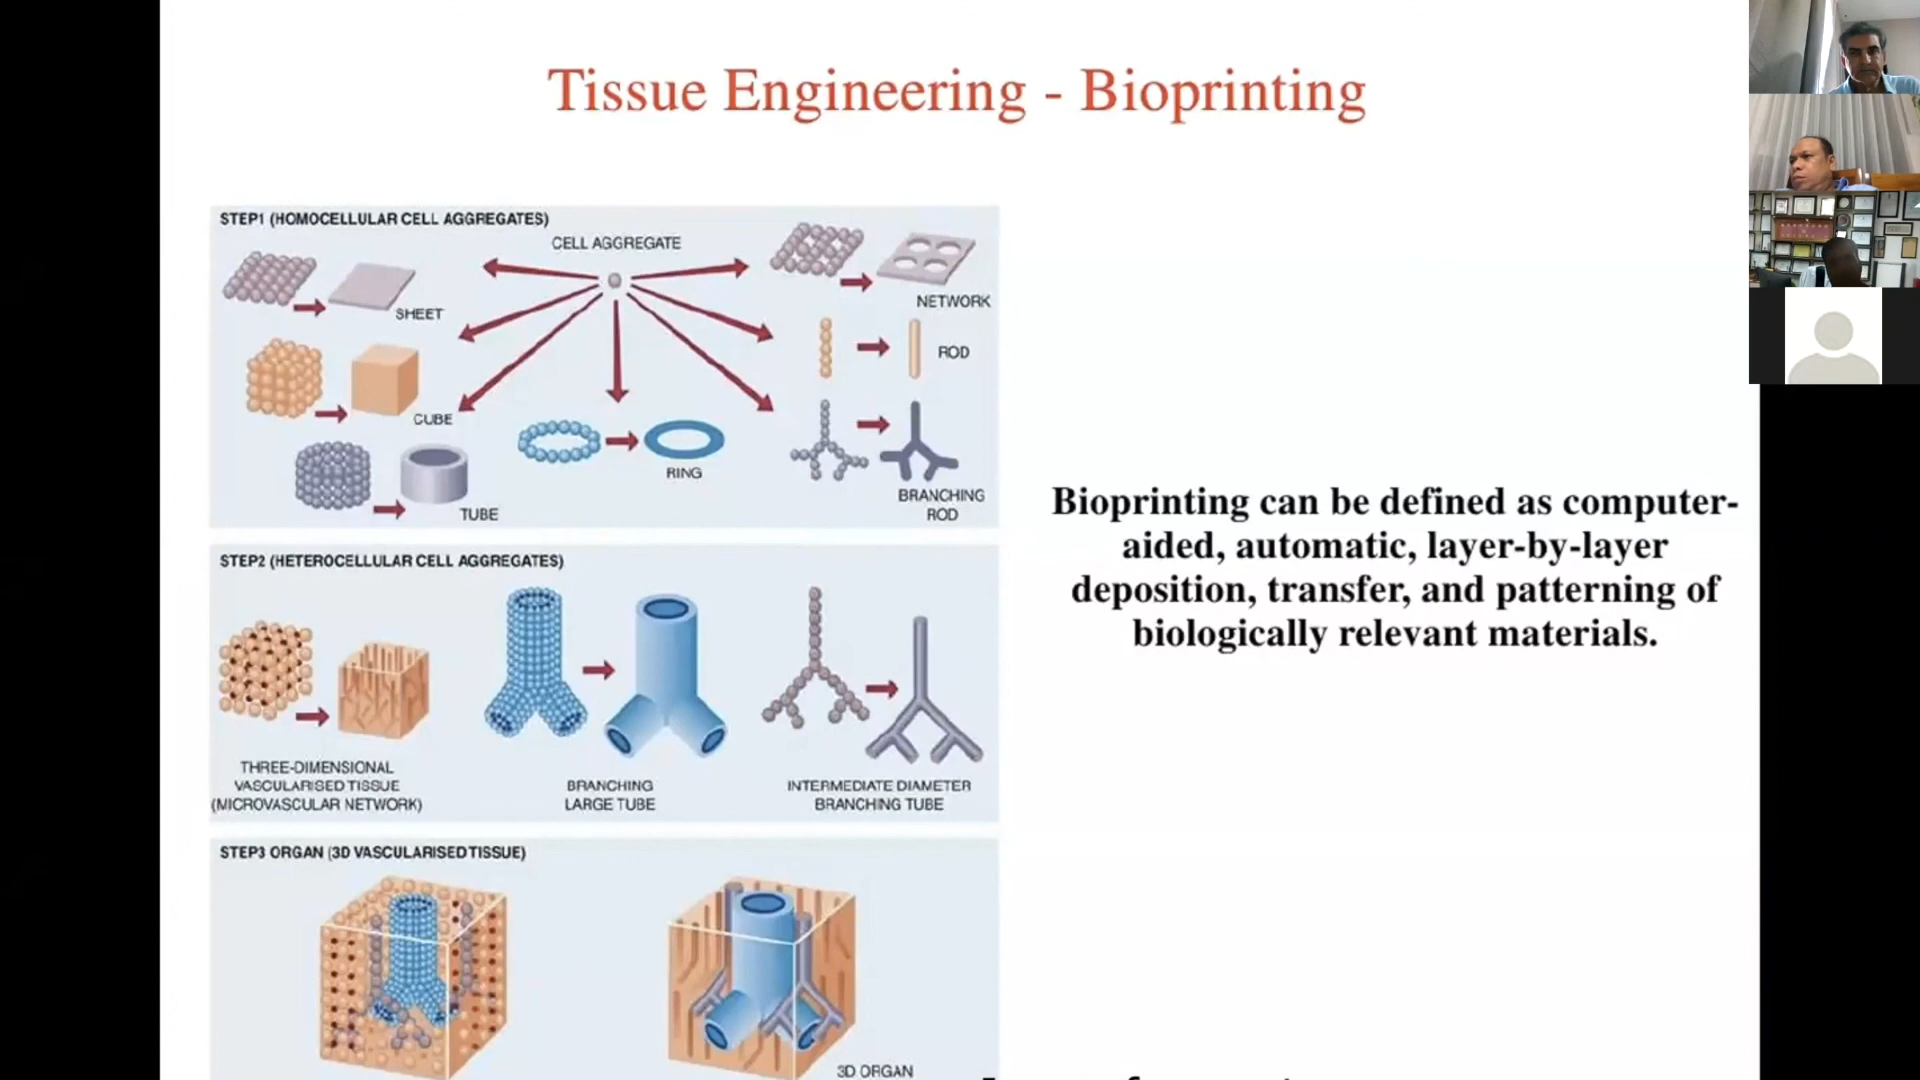 Tissue Engineering - Bioprinting
STEP1 (HOMOCELLULAR CELL AGGREGATES)
CELL AGGREGATE
SHEET
NETWORK
ROD
CUBE
RING
TUBE
BRANCHING
ROD
STEP2 (HETEROCELLULAR CELL AGGREGATES)
THREE-DIMENSIONAL
VASCULARISED TISSUE
(MICROVASCULAR NETWORK)
BRANCHING
LARGE TUBE
INTERMEDIATE DIAMETER
BRANCHING TUBE
STEP3 ORGAN (3D VASCULARISED TISSUE)
3D ORGAN
Bioprinting can be defined as computer-
aided, automatic, layer-by-layer
deposition, transfer, and patterning of
biologically relevant materials.